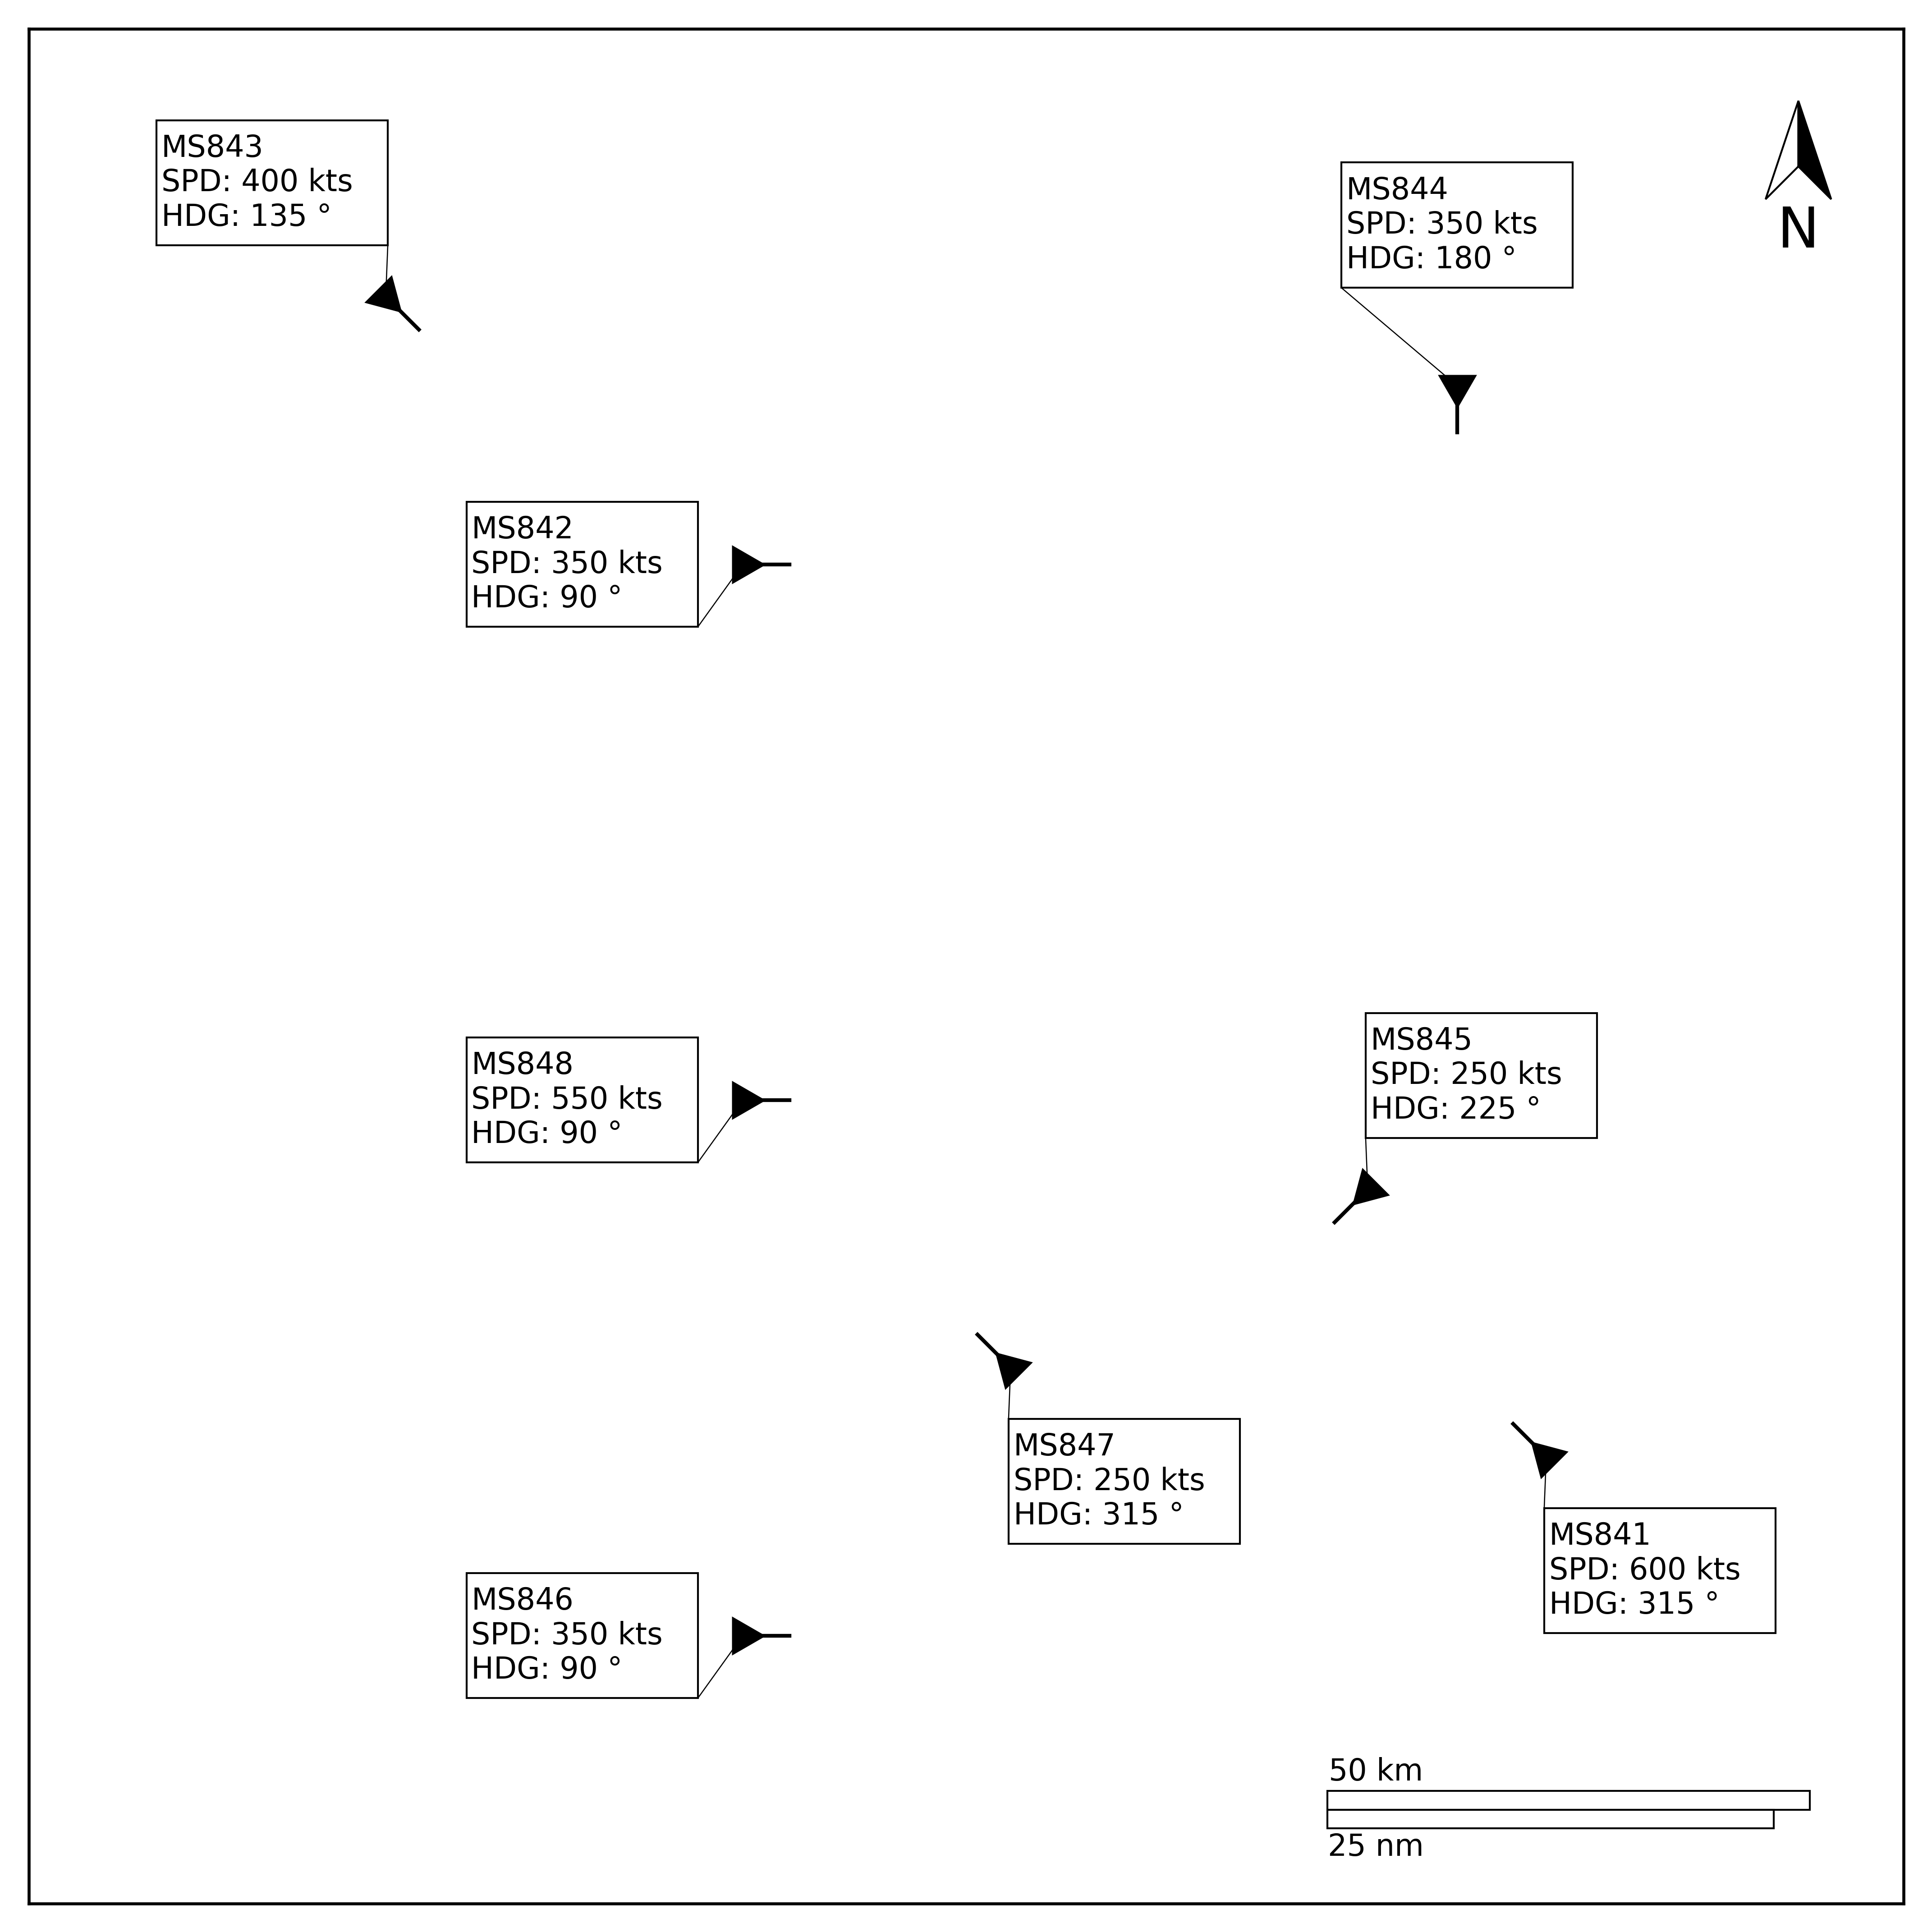 MS843
SPD: 400 kts
HDG: 135 °
MS844
SPD: 350 kts
HDG: 180 °
N
MS842
SPD: 350 kts
HDG: 90 °
MS848
SPD: 550 kts
HDG: 90 °
MS845
SPD: 250 kts
HDG: 225 °
MS847
SPD: 250 kts
HDG: 315 °
MS841
SPD: 600 kts
HDG: 315 °
MS846
SPD: 350 kts
HDG: 90 °
50 km
25 nm